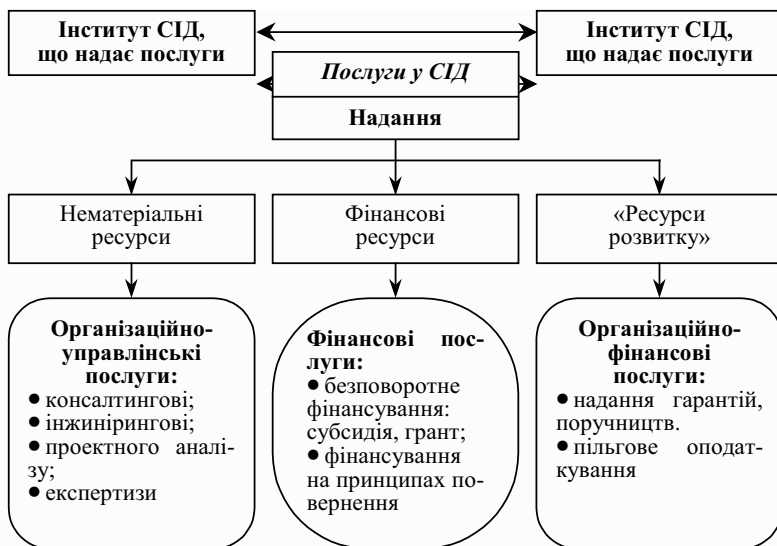 Інститут СІД,
що надає послуги
Інститут СІД,
що надає послуги
Послуги у СІД
Надання
Нематеріальні
ресурси
Фінансові
ресурси
«Ресурси
розвитку»
Організаційно-
управлінські
послуги:
● консалтингові;
● інжинірингові;
● проектного аналі-
зу;
● експертизи
Фінансові пос-
луги:
● безповоротне
фінансування:
субсидія, грант;
● фінансування
на принципах по-
вернення
Організаційно-
фінансові
послуги:
● надання гарантій,
поручництв.
● пільгове оподат-
кування